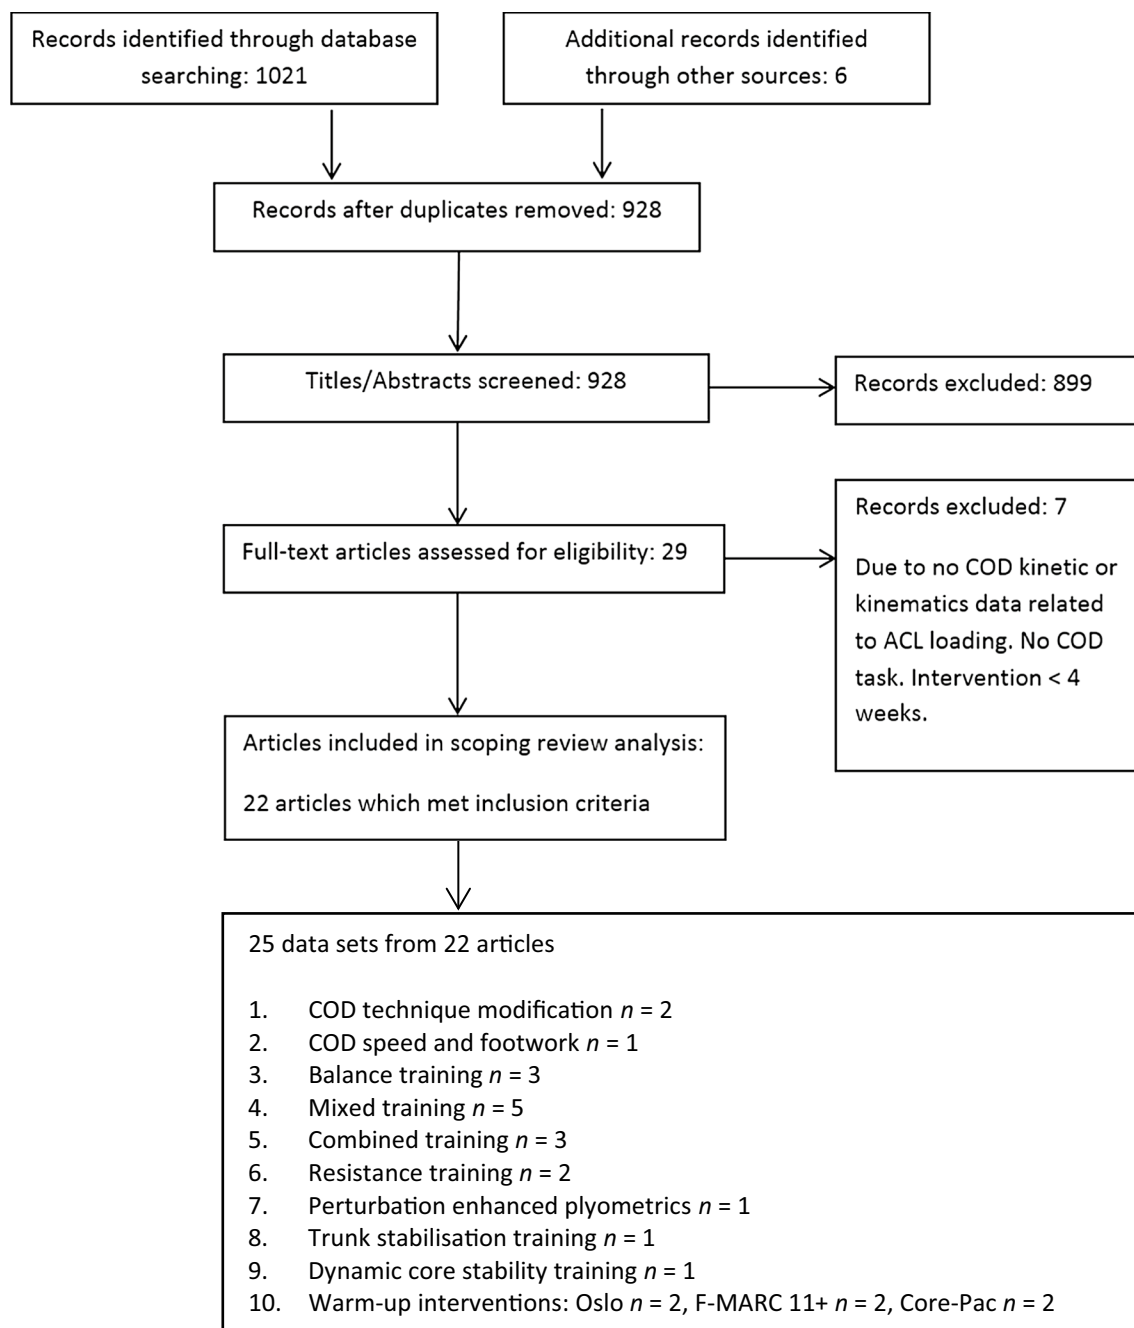 Records identified through database
searching: 1021
Additional records identified
through other sources: 6
Records after duplicates removed: 928
Titles/Abstracts screened: 928
Records excluded: 899
Full-text articles assessed for eligibility: 29
Records excluded: 7
Due to no COD kinetic or
kinematics data related
to ACL loading. No COD
task. Intervention < 4
weeks.
Articles included in scoping review analysis:
22 articles which met inclusion criteria
25 data sets from 22 articles
1. COD technique modification n = 2
2. COD speed and footwork n = 1
3. Balance training n = 3
4. Mixed training n = 5
5. Combined training n = 3
6. Resistance training n = 2
7. Perturbation enhanced plyometrics n = 1
8. Trunk stabilisation training n = 1
9. Dynamic core stability training n = 1
10. Warm-up interventions: Oslo n = 2, F-MARC 11+ n = 2, Core-Pac n = 2